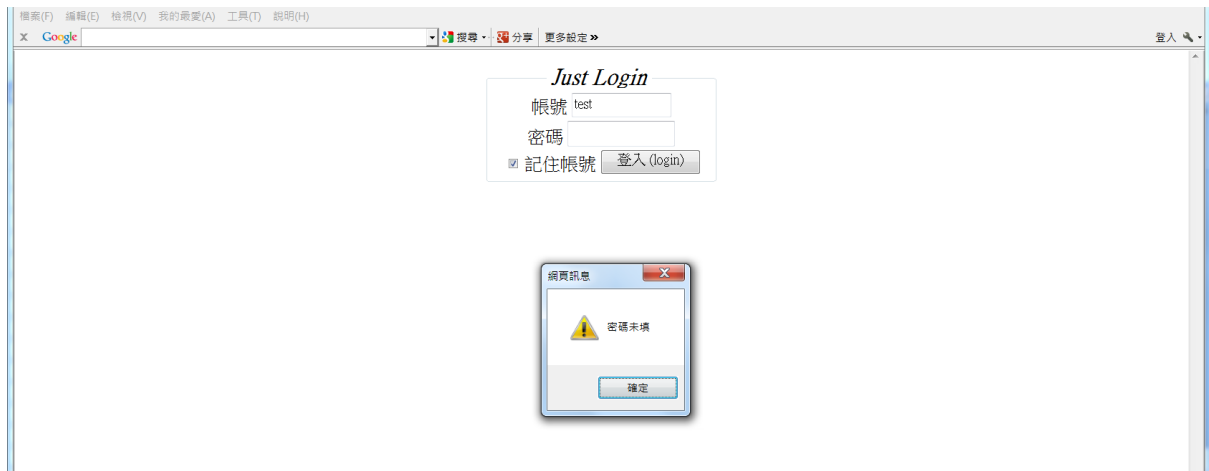 檔案(F) 編輯(E) 檢視(V) 我的最愛(A) 工具(T) 說明(H)
x Google 搜尋 分享 更多設定 » 登入
Just Login
帳號 test
密碼
記住帳號 登入(login)
網頁訊息
密碼未填
確定